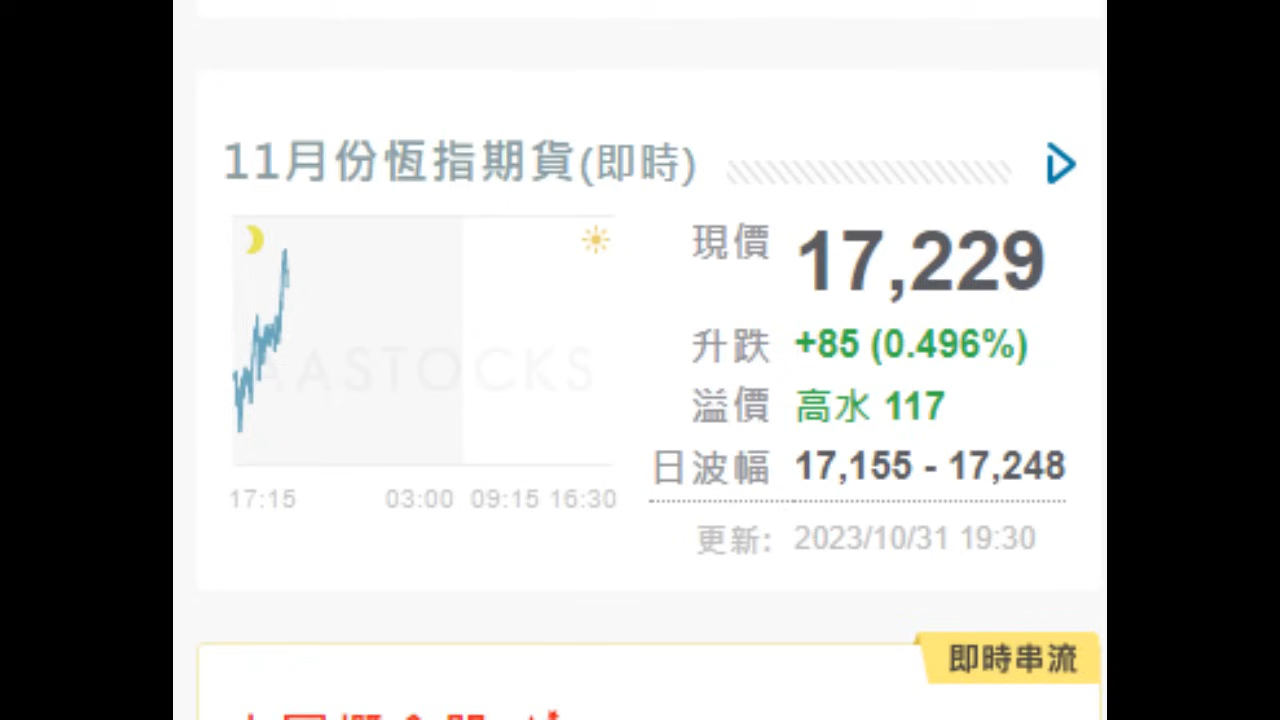 11月份恆指期貨(即時)
現價 17,229
升跌 +85 (0.496%)
溢價 高水 117
日波幅 17,155 - 17,248
AASTOCKS
17:15 03:00 09:15 16:30
更新: 2023/10/31 19:30
即時串流